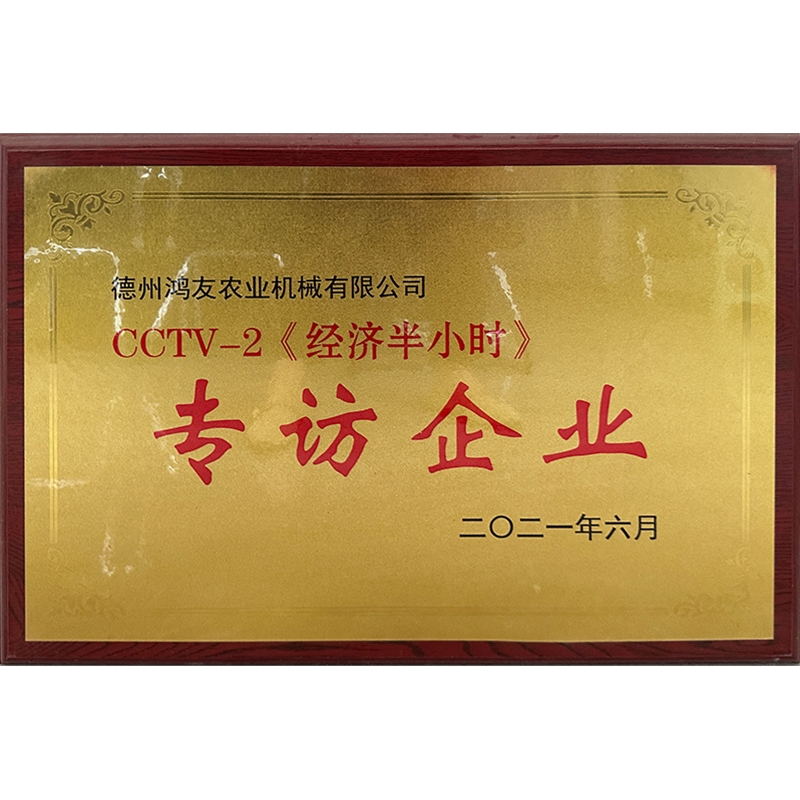 德州鸿友农业机械有限公司
CCTV-2《经济半小时》
专访企业
二〇二一年六月